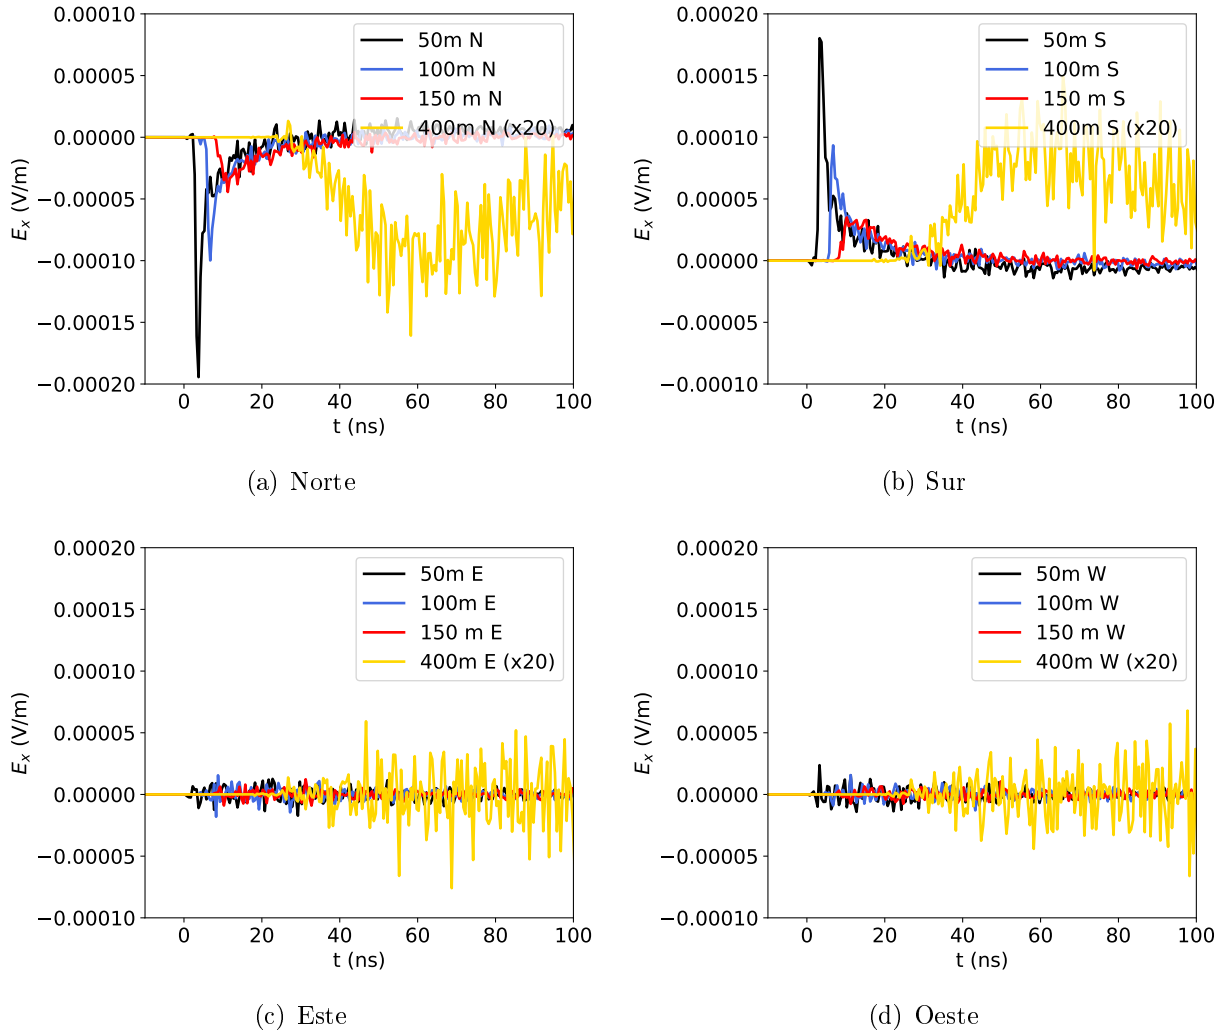 0.00010
0.00005
0.00000
−0.00005
−0.00010
−0.00015
−0.00020
E_x (V/m)
50m N
100m N
150 m N
400m N (x20)
0 20 40 60 80 100
t (ns)
(a) Norte
0.00020
0.00015
0.00010
0.00005
0.00000
−0.00005
−0.00010
E_x (V/m)
50m S
100m S
150 m S
400m S (x20)
0 20 40 60 80 100
t (ns)
(b) Sur
0.00020
0.00015
0.00010
0.00005
0.00000
−0.00005
−0.00010
E_x (V/m)
50m E
100m E
150 m E
400m E (x20)
0 20 40 60 80 100
t (ns)
(c) Este
0.00020
0.00015
0.00010
0.00005
0.00000
−0.00005
−0.00010
E_x (V/m)
50m W
100m W
150 m W
400m W (x20)
0 20 40 60 80 100
t (ns)
(d) Oeste